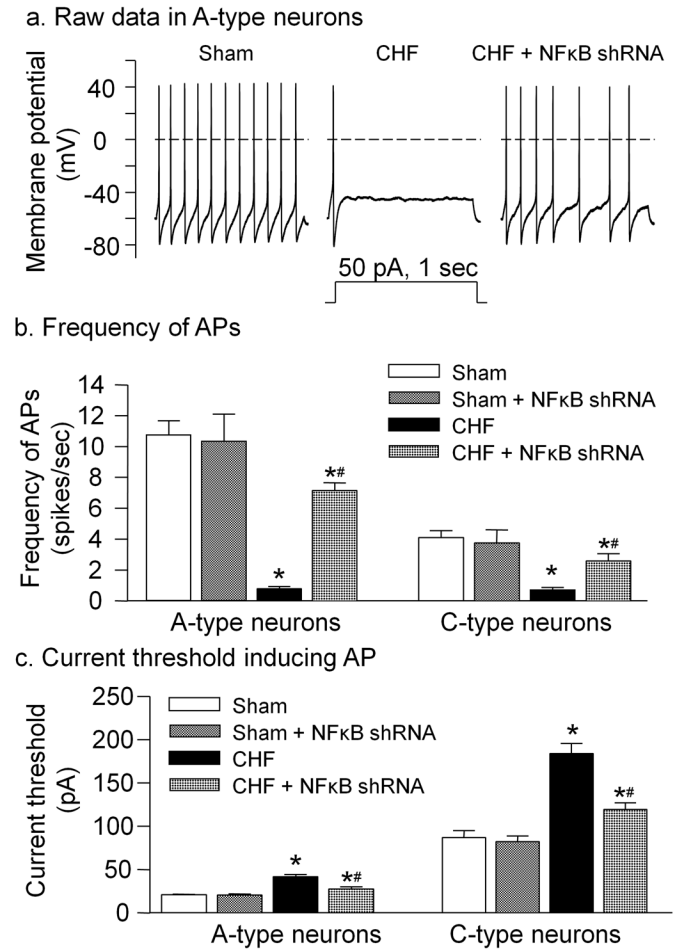 a. Raw data in A-type neurons
Sham
CHF
CHF + NFκB shRNA
Membrane potential
(mV)
40
0
-40
-80
50 pA, 1 sec
b. Frequency of APs
Frequency of APs
(spikes/sec)
14
12
10
8
6
4
2
0
Sham
Sham + NFκB shRNA
CHF
CHF + NFκB shRNA
*
*#
*
*#
A-type neurons
C-type neurons
c. Current threshold inducing AP
Current threshold
(pA)
250
200
150
100
50
0
Sham
Sham + NFκB shRNA
CHF
CHF + NFκB shRNA
*
*#
*
*#
A-type neurons
C-type neurons